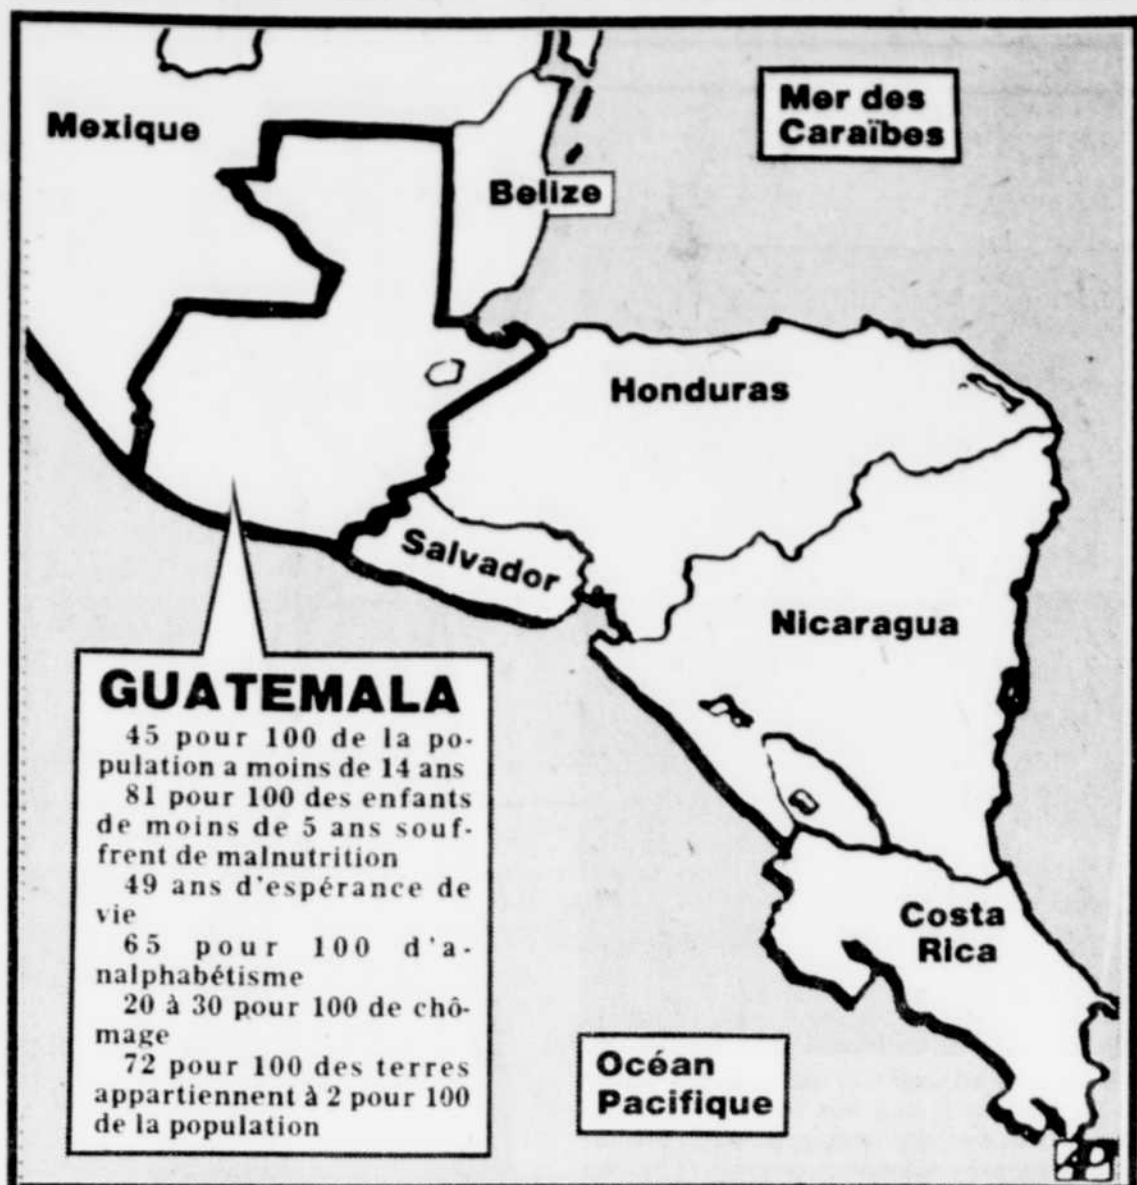 Mexique
Mer des
Caraïbes
Belize
Honduras
Salvador
Nicaragua
GUATEMALA
45 pour 100 de la po-
pulation a moins de 14 ans
81 pour 100 des enfants
de moins de 5 ans souf-
frent de malnutrition
49 ans d'espérance de
vie
65 pour 100 d'a-
nalphabétisme
20 à 30 pour 100 de chô-
mage
72 pour 100 des terres
appartiennent à 2 pour 100
de la population
Costa
Rica
Océan
Pacifique